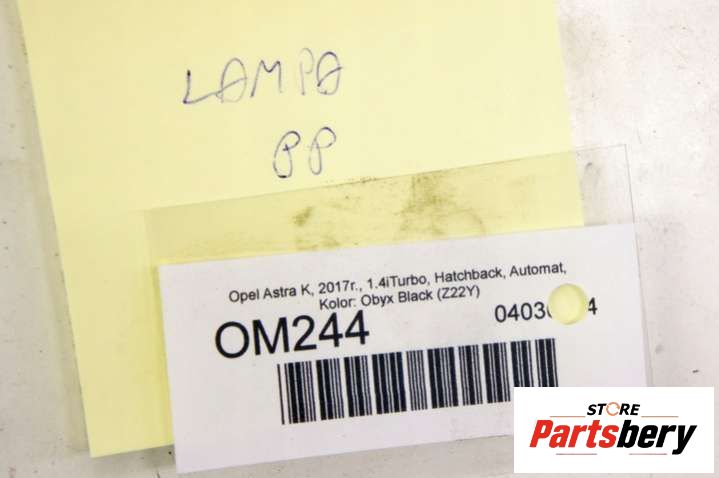 LAMPA
PP
Opel Astra K, 2017r., 1.4iTurbo, Hatchback, Automat,
Kolor: Obyx Black (Z22Y)
OM244
STORE
Partsbery